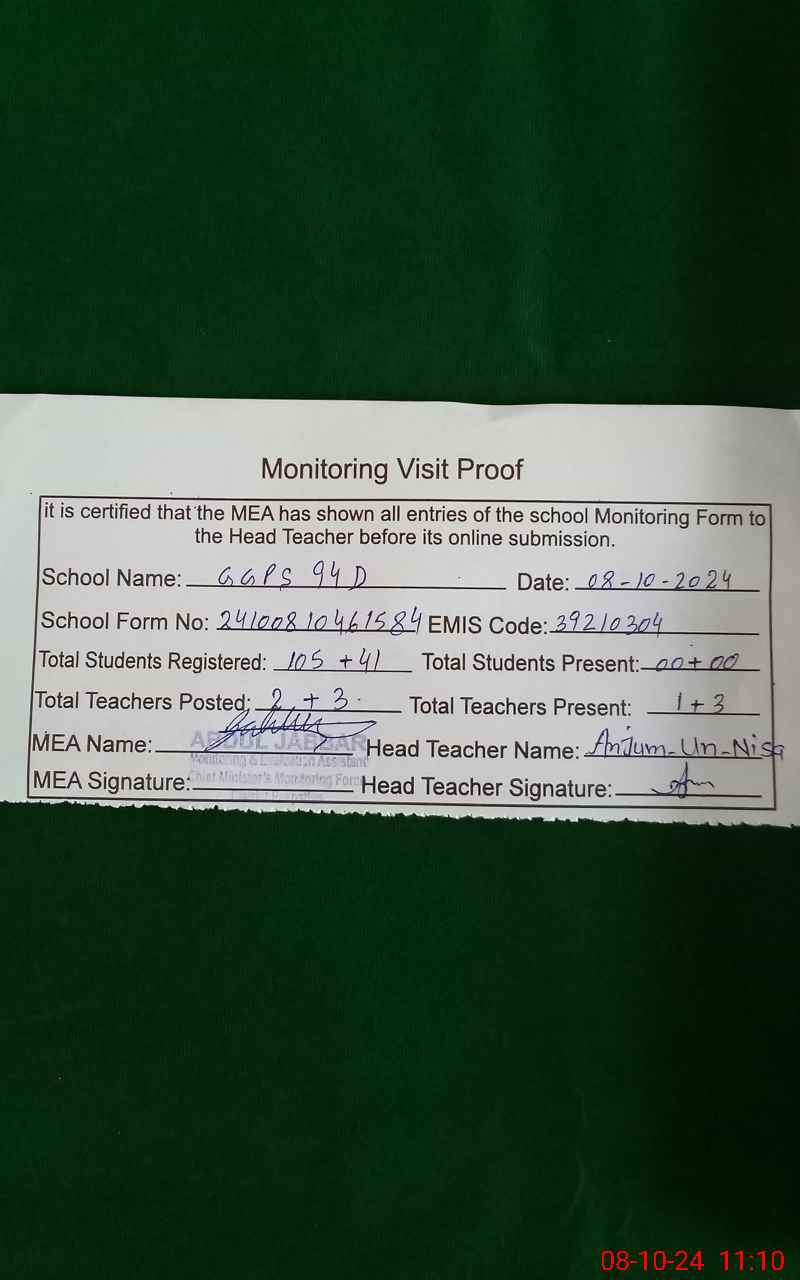 Monitoring Visit Proof
it is certified that the MEA has shown all entries of the school Monitoring Form to
the Head Teacher before its online submission.
School Name: GGPS 94 D Date: 08-10-2024
School Form No: 24100810461584 EMIS Code: 39210304
Total Students Registered: 105 + 41 Total Students Present: 00 + 00
Total Teachers Posted: 2 + 3 Total Teachers Present: 1 + 3
MEA Name: ABDUL JABBAR Head Teacher Name: Anjum-Un-Nisa
Monitoring & Evaluation Assistant
MEA Signature: Chief Minister's Monitoring Force Head Teacher Signature:
08-10-24 11:10